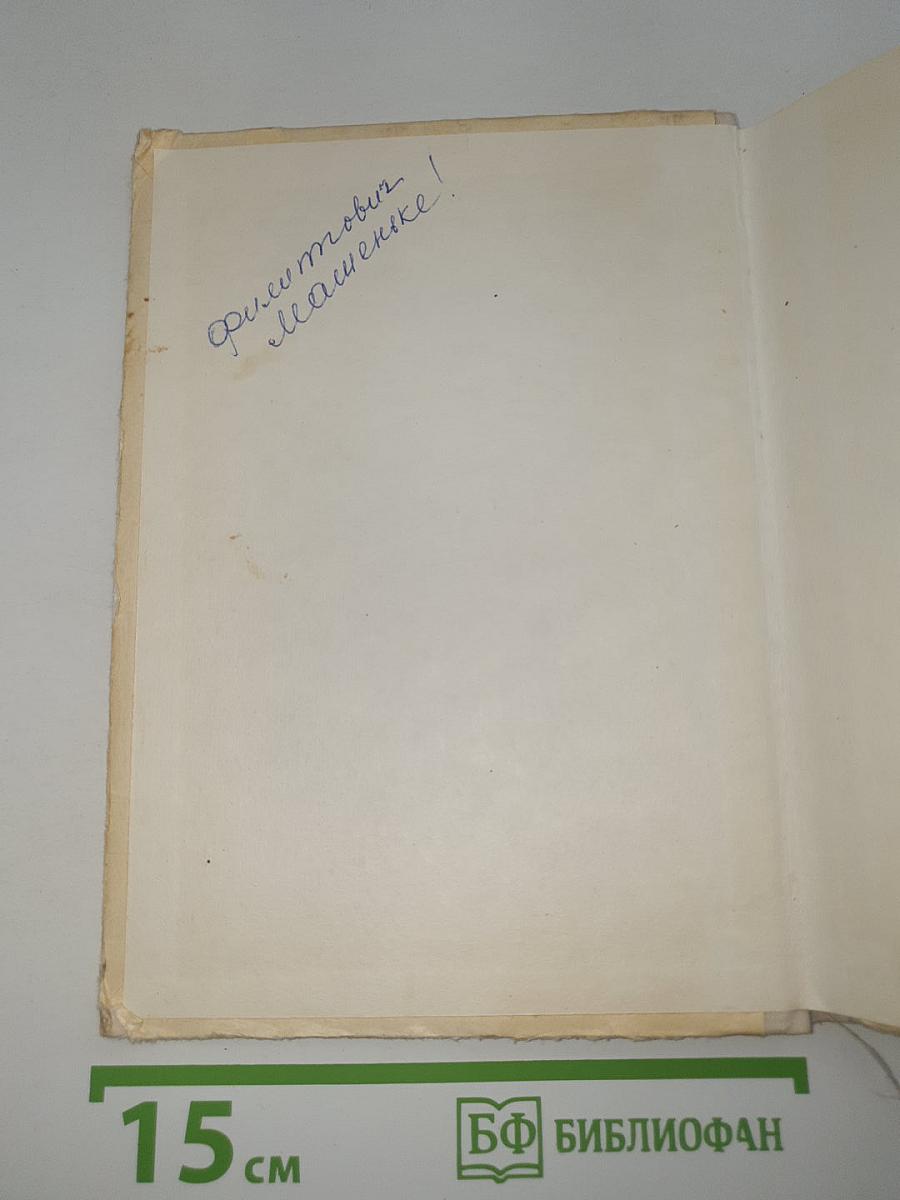 Филиппович
Машеньке!
15 см
БФ БИБЛИОФАН